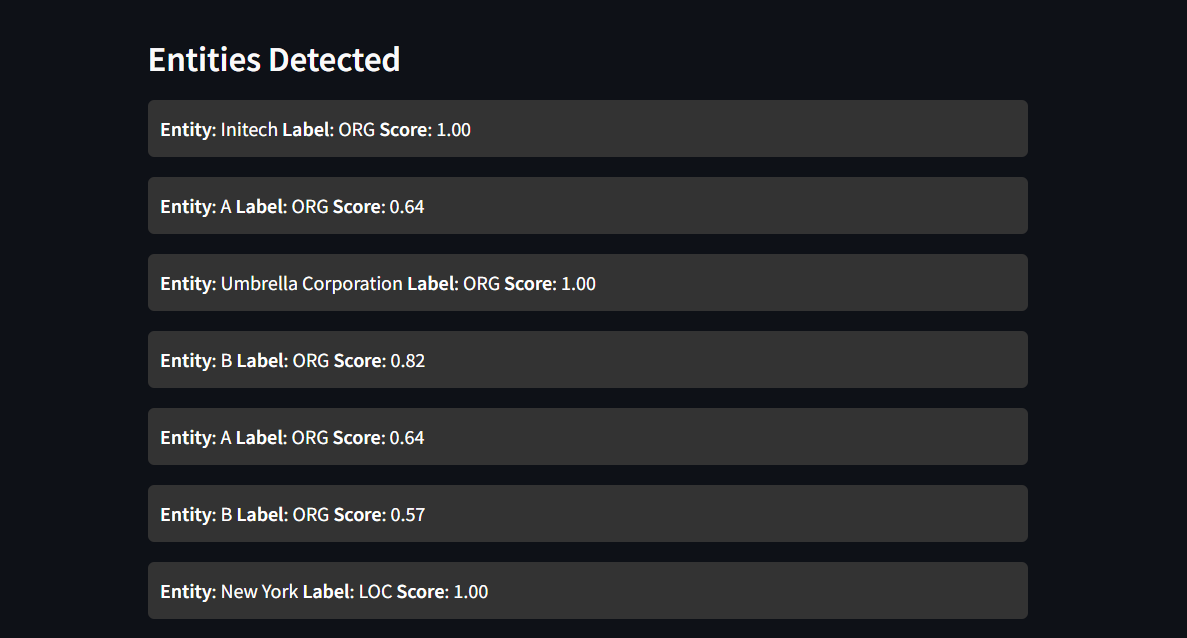 Entities Detected
Entity: Initech Label: ORG Score: 1.00
Entity: A Label: ORG Score: 0.64
Entity: Umbrella Corporation Label: ORG Score: 1.00
Entity: B Label: ORG Score: 0.82
Entity: A Label: ORG Score: 0.64
Entity: B Label: ORG Score: 0.57
Entity: New York Label: LOC Score: 1.00